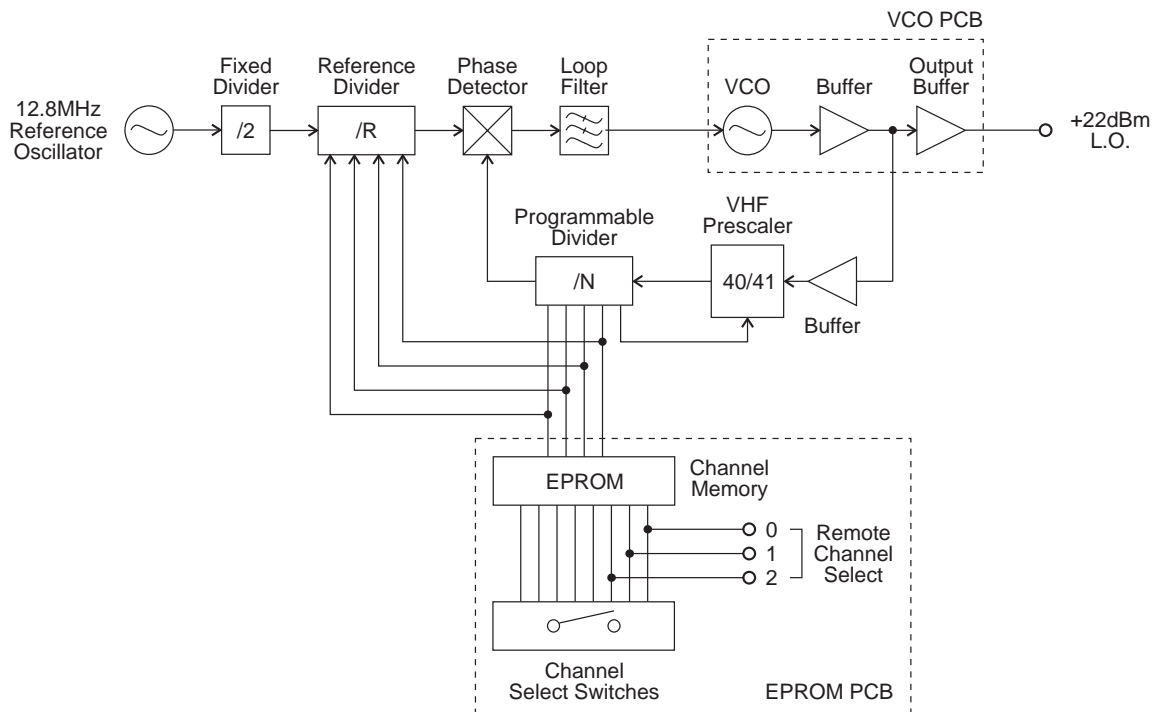 VCO PCB
Fixed
Divider
Reference
Divider
Phase
Detector
Loop
Filter
VCO
Buffer
Output
Buffer
12.8MHz
Reference
Oscillator
/2
/R
+22dBm
L.O.
Programmable
Divider
VHF
Prescaler
/N
40/41
Buffer
EPROM
Channel
Memory
0
1
2
Remote
Channel
Select
Channel
Select Switches
EPROM PCB